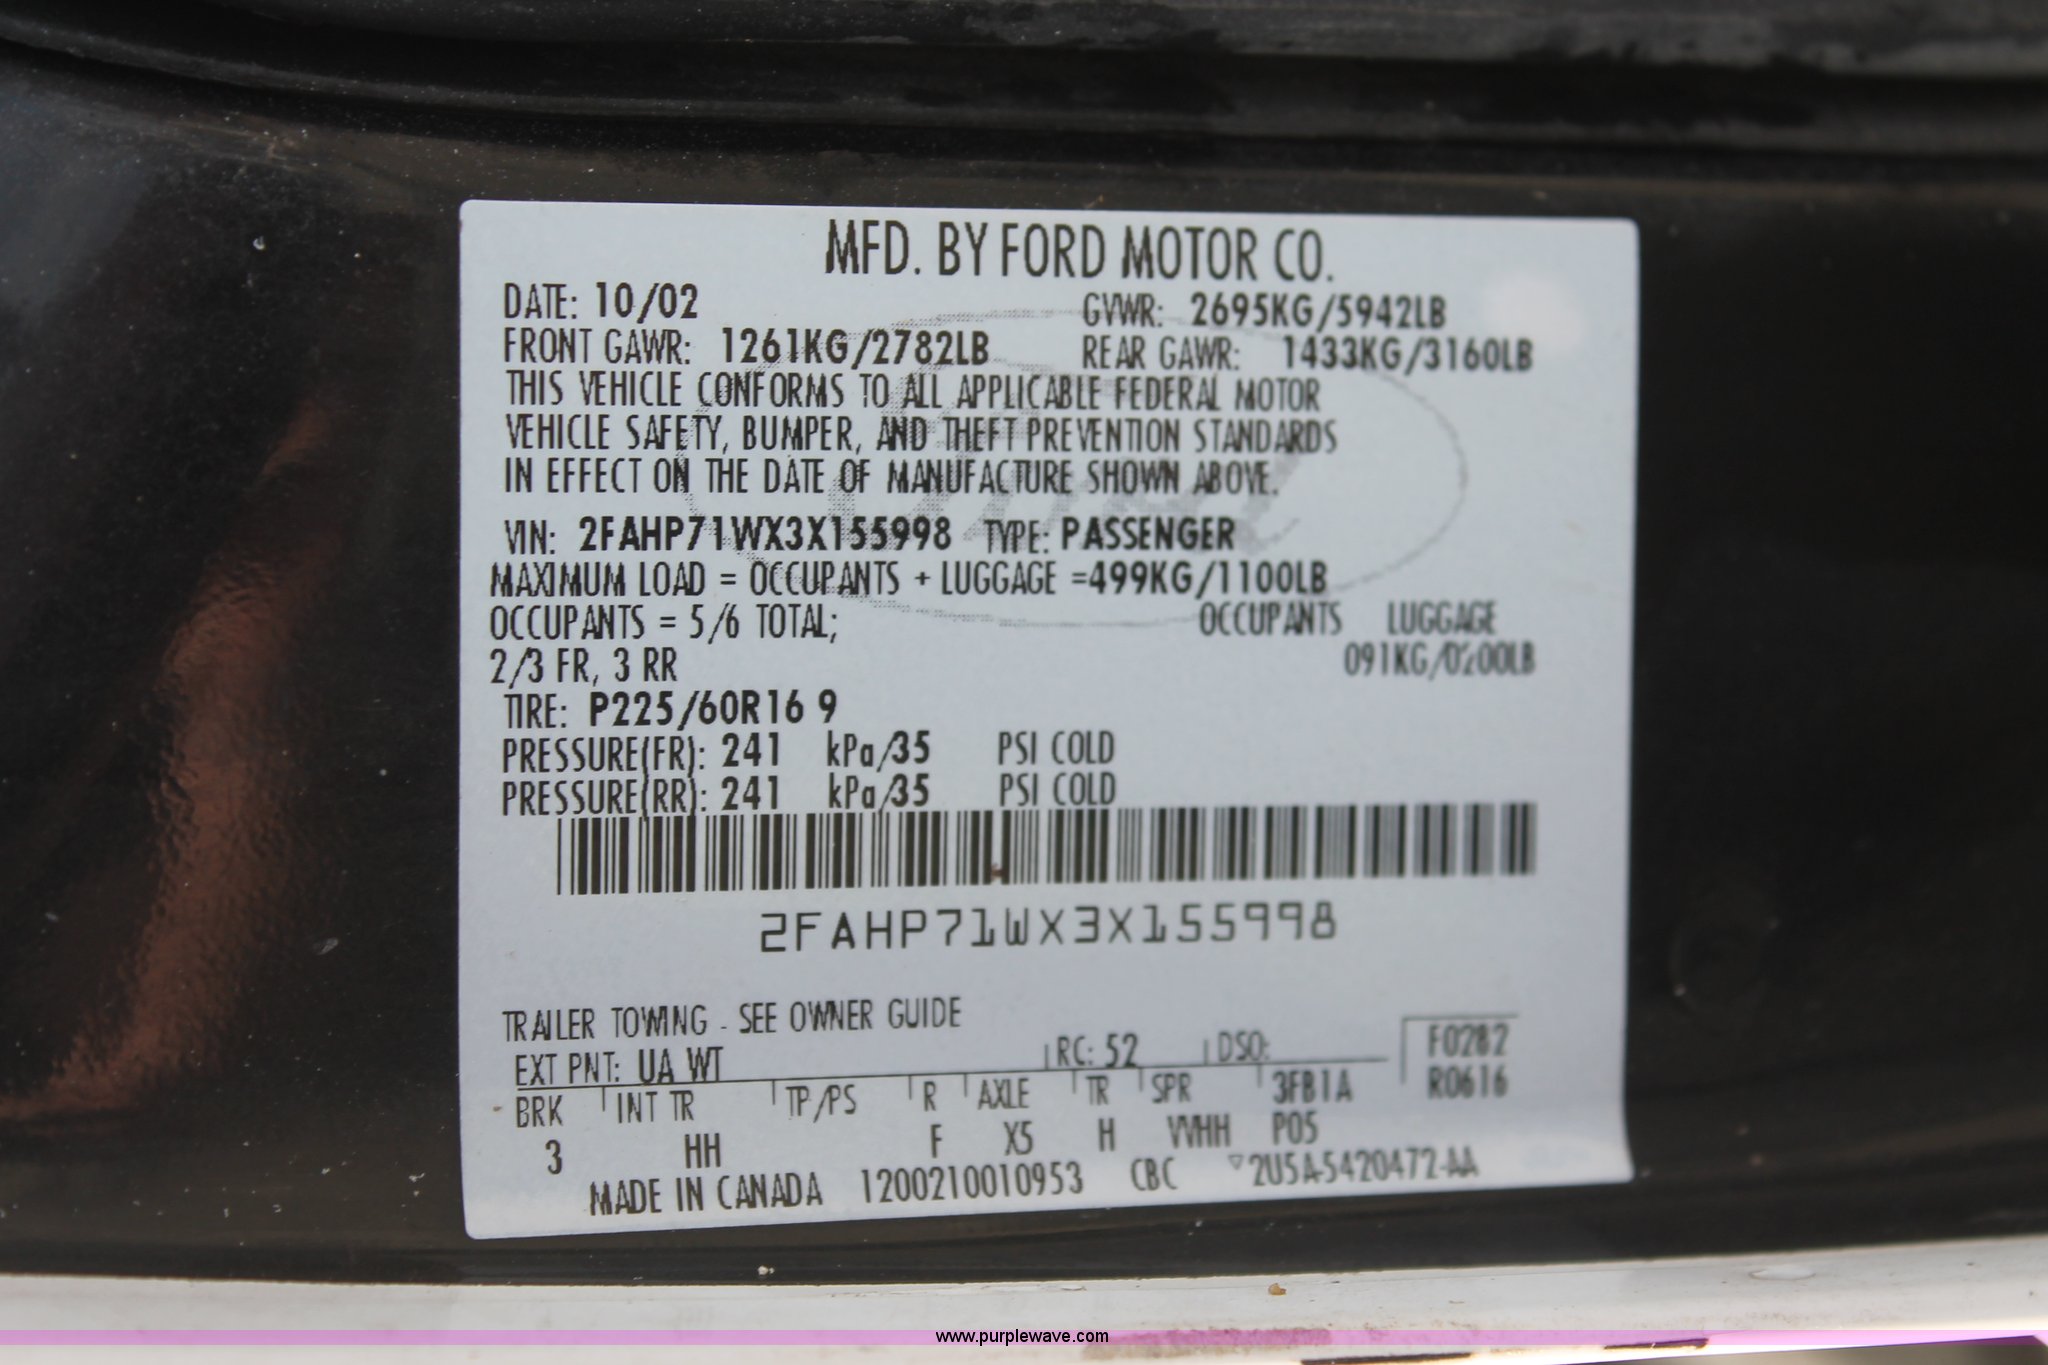 MFD. BY FORD MOTOR CO.
DATE: 10/02 GVWR: 2695KG/5942LB
FRONT GAWR: 1261KG/2782LB REAR GAWR: 1433KG/3160LB
THIS VEHICLE CONFORMS TO ALL APPLICABLE FEDERAL MOTOR
VEHICLE SAFETY, BUMPER, AND THEFT PREVENTION STANDARDS
IN EFFECT ON THE DATE OF MANUFACTURE SHOWN ABOVE.
VIN: 2FAHP71WX3X155998 TYPE: PASSENGER
MAXIMUM LOAD = OCCUPANTS + LUGGAGE =499KG/1100LB
OCCUPANTS = 5/6 TOTAL; OCCUPANTS LUGGAGE
2/3 FR, 3 RR 091KG/0200LB
TIRE: P225/60R16 9
PRESSURE(FR): 241 kPa/35 PSI COLD
PRESSURE(RR): 241 kPa/35 PSI COLD
2FAHP71WX3X155998
TRAILER TOWING - SEE OWNER GUIDE
EXT PNT: UA WT RC: 52 DSO: F0282
BRK INT TR TP/PS R AXLE TR SPR 3FB1A R0616
3 HH F X5 H VVHH P05
MADE IN CANADA 1200210010953 CBC ▽2U5A-5420472-AA
www.purplewave.com